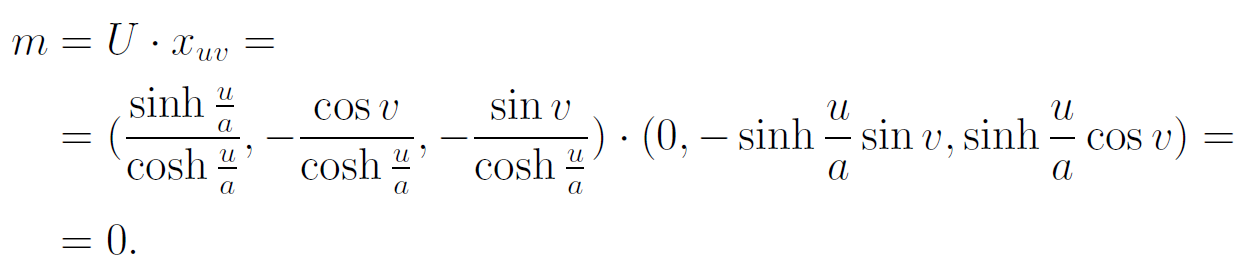 m = U · x_{uv} =
= (\frac{\sinh \frac{u}{a}}{\cosh \frac{u}{a}}, -\frac{\cos v}{\cosh \frac{u}{a}}, -\frac{\sin v}{\cosh \frac{u}{a}}) · (0, -\sinh \frac{u}{a} \sin v, \sinh \frac{u}{a} \cos v) =
= 0.